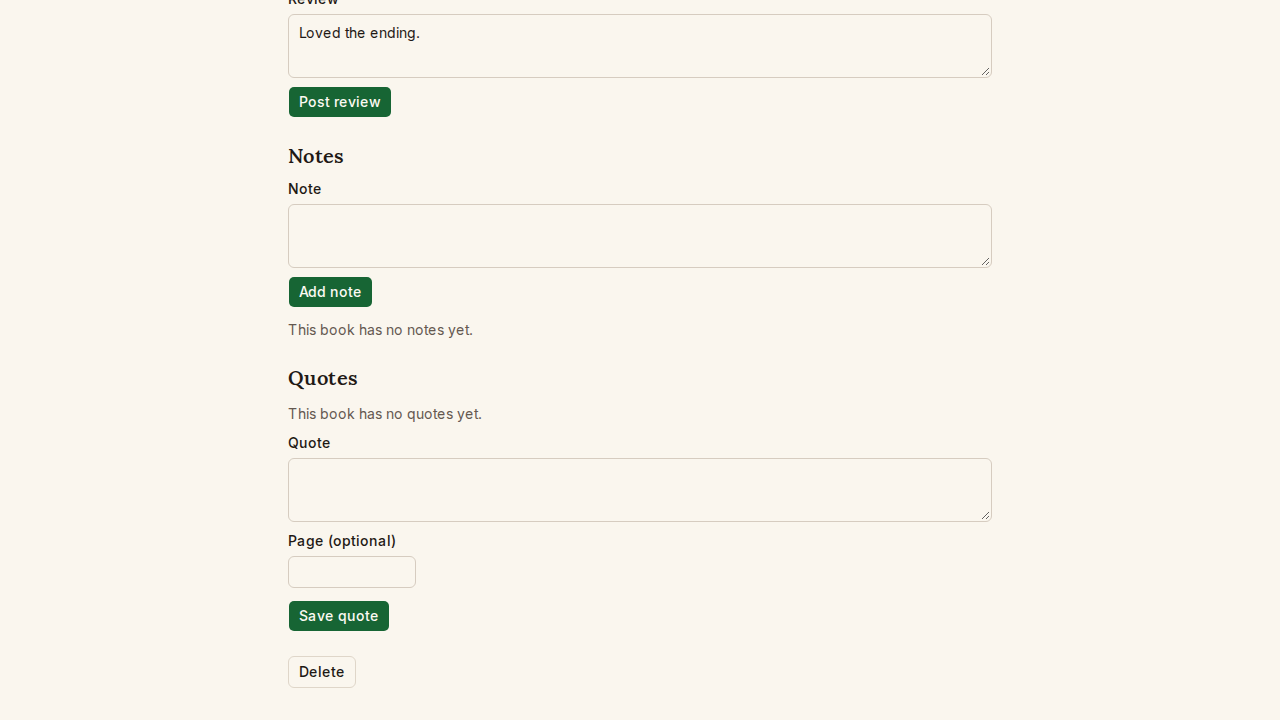 Review
Loved the ending.
Post review
Notes
Note
Add note
This book has no notes yet.
Quotes
This book has no quotes yet.
Quote
Page (optional)
Save quote
Delete